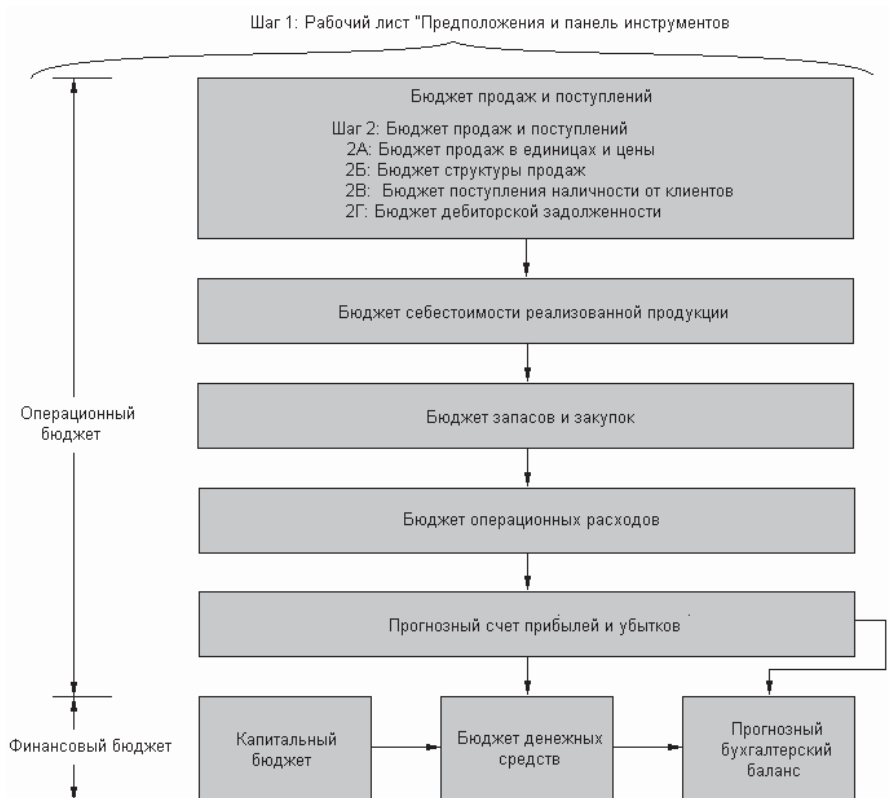 Шаг 1: Рабочий лист "Предположения и панель инструментов
Бюджет продаж и поступлений
Шаг 2: Бюджет продаж и поступлений
2А: Бюджет продаж в единицах и цены
2Б: Бюджет структуры продаж
2В: Бюджет поступления наличности от клиентов
2Г: Бюджет дебиторской задолженности
Бюджет себестоимости реализованной продукции
Операционный
бюджет
Бюджет запасов и закупок
Бюджет операционных расходов
Прогнозный счет прибылей и убытков
Финансовый бюджет
Капитальный
бюджет
Бюджет денежных
средств
Прогнозный
бухгалтерский
баланс